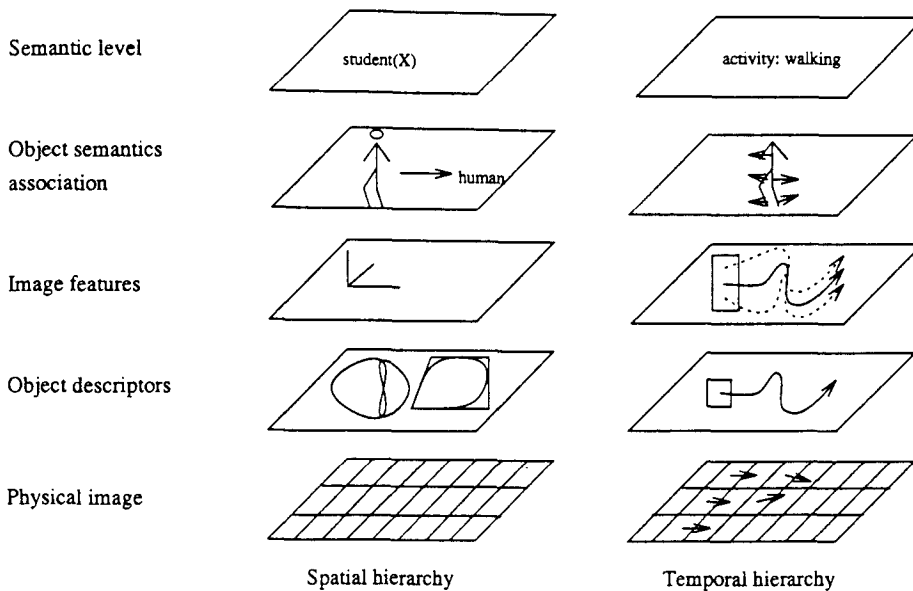 Semantic level
student(X)
activity: walking
Object semantics
association
human
Image features
Object descriptors
Physical image
Spatial hierarchy
Temporal hierarchy